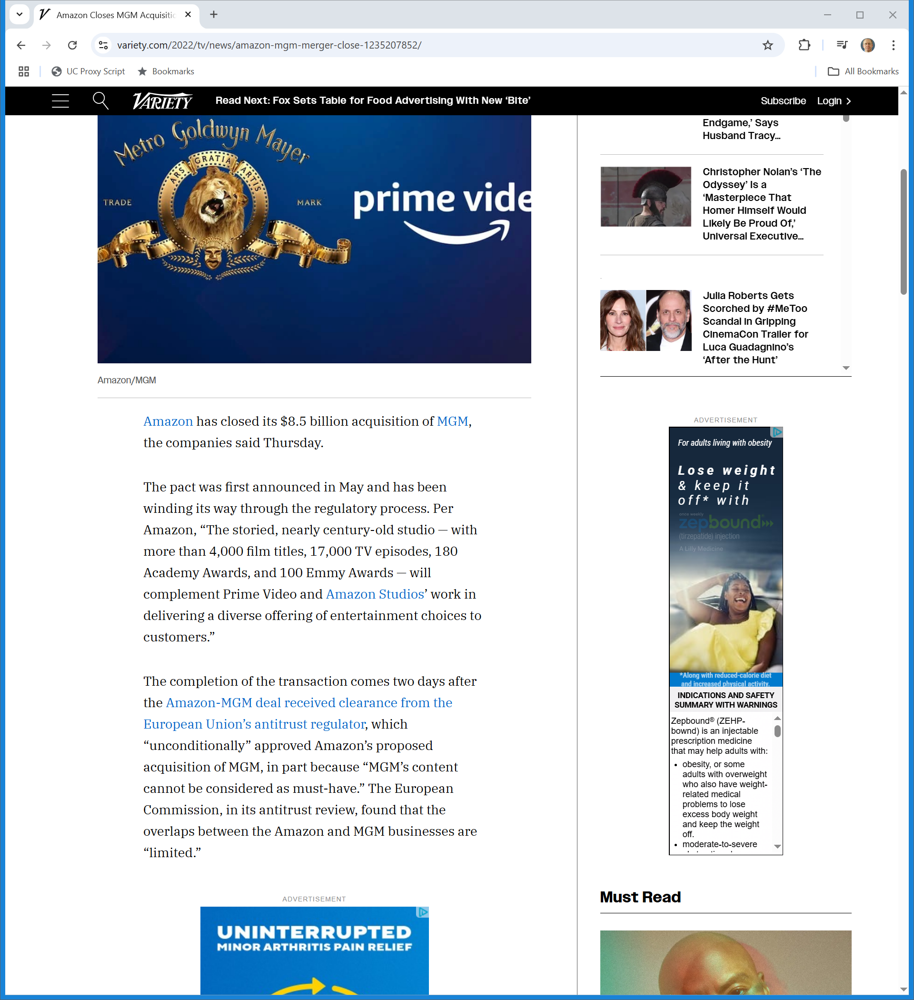 Amazon Closes MGM Acquisitic
variety.com/2022/tv/news/amazon-mgm-merger-close-1235207852/
UC Proxy Script
Bookmarks
All Bookmarks
VARIETY
Read Next: Fox Sets Table for Food Advertising With New ‘Bite’
Subscribe
Login
Metro Goldwyn Mayer
ARS GRATIA ARTIS
TRADE
MARK
prime vide
Amazon/MGM
Amazon has closed its $8.5 billion acquisition of MGM,
the companies said Thursday.
The pact was first announced in May and has been
winding its way through the regulatory process. Per
Amazon, “The storied, nearly century-old studio — with
more than 4,000 film titles, 17,000 TV episodes, 180
Academy Awards, and 100 Emmy Awards — will
complement Prime Video and Amazon Studios’ work in
delivering a diverse offering of entertainment choices to
customers.”
The completion of the transaction comes two days after
the Amazon-MGM deal received clearance from the
European Union’s antitrust regulator, which
“unconditionally” approved Amazon’s proposed
acquisition of MGM, in part because “MGM’s content
cannot be considered as must-have.” The European
Commission, in its antitrust review, found that the
overlaps between the Amazon and MGM businesses are
“limited.”
ADVERTISEMENT
UNINTERRUPTED
MINOR ARTHRITIS PAIN RELIEF
Endgame,’ Says
Husband Tracy...
Christopher Nolan’s ‘The
Odyssey’ Is a
‘Masterpiece That
Homer Himself Would
Likely Be Proud Of,’
Universal Executive...
Julia Roberts Gets
Scorched by #MeToo
Scandal in Gripping
CinemaCon Trailer for
Luca Guadagnino’s
‘After the Hunt’
ADVERTISEMENT
For adults living with obesity
Lose weight
& keep it
off* with
once weekly
zepbound
(tirzepatide) injection
A Lilly Medicine
*Along with reduced-calorie diet
and increased physical activity.
INDICATIONS AND SAFETY
SUMMARY WITH WARNINGS
Zepbound® (ZEHP-
bownd) is an injectable
prescription medicine
that may help adults with:
• obesity, or some
adults with overweight
who also have weight-
related medical
problems to lose
excess body weight
and keep the weight
off.
• moderate-to-severe
Must Read